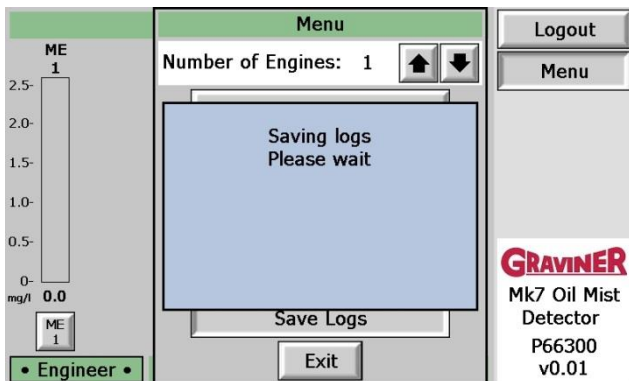 ME
1
2.5-
2.0-
1.5-
1.0-
0.5-
0-
mg/l 0.0
ME
1
• Engineer •
Menu
Number of Engines: 1
Saving logs
Please wait
Save Logs
Exit
Logout
Menu
GRAVINER
Mk7 Oil Mist
Detector
P66300
v0.01